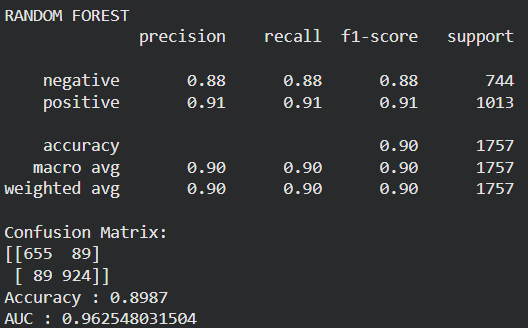 RANDOM FOREST
precision recall f1-score support
negative 0.88 0.88 0.88 744
positive 0.91 0.91 0.91 1013
accuracy 0.90 1757
macro avg 0.90 0.90 0.90 1757
weighted avg 0.90 0.90 0.90 1757
Confusion Matrix:
[[655 89]
[ 89 924]]
Accuracy : 0.8987
AUC : 0.962548031504